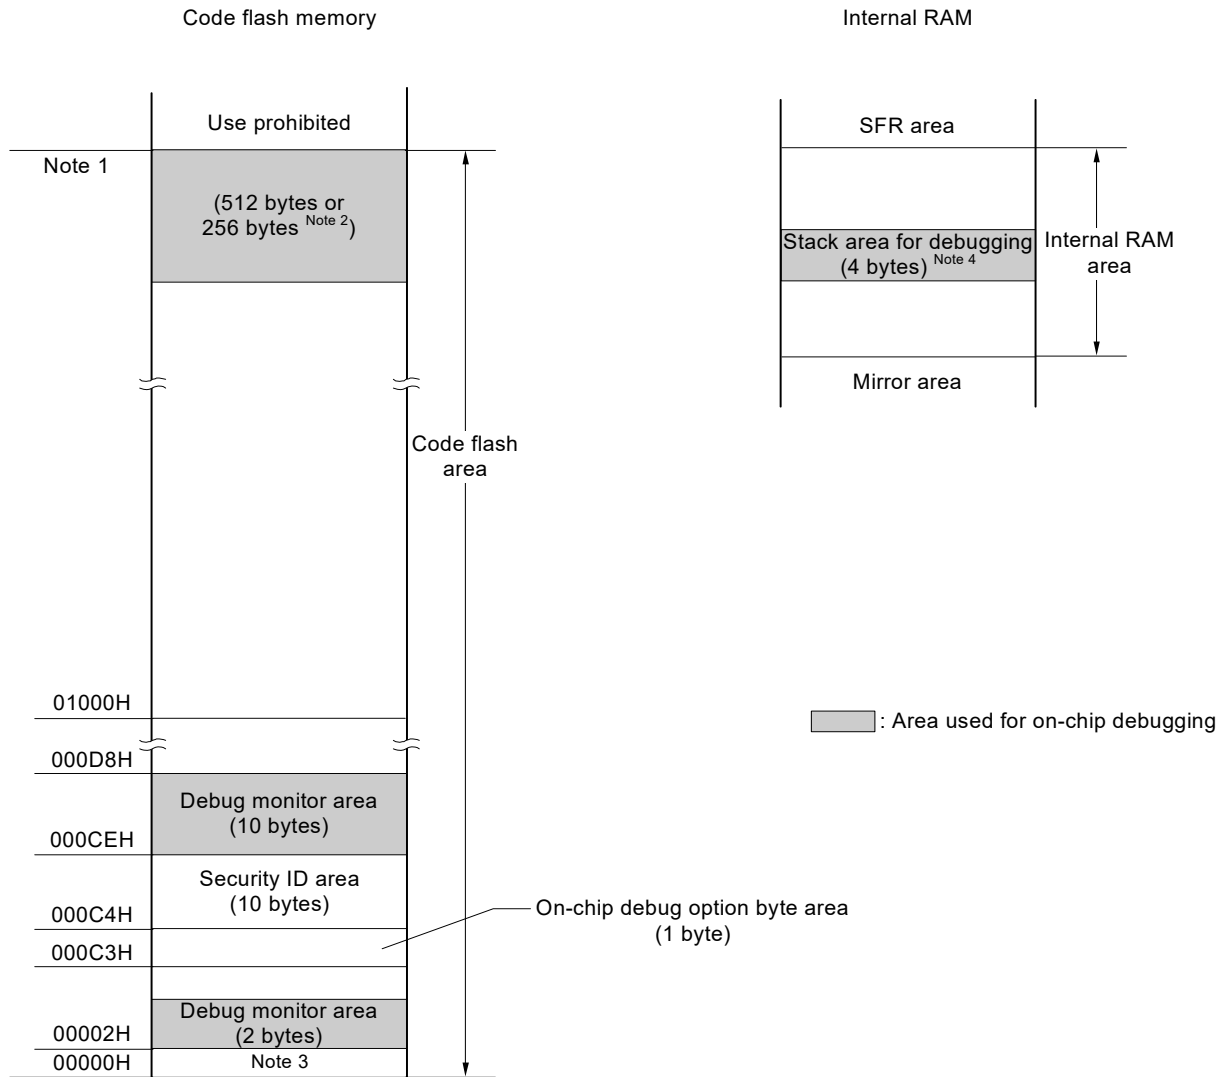 Code flash memory
Internal RAM
Use prohibited
SFR area
Note 1
(512 bytes or
256 bytes Note 2)
Stack area for debugging
(4 bytes) Note 4
Internal RAM
area
Mirror area
Code flash
area
01000H
: Area used for on-chip debugging
000D8H
Debug monitor area
(10 bytes)
000CEH
Security ID area
(10 bytes)
000C4H
On-chip debug option byte area
(1 byte)
000C3H
Debug monitor area
(2 bytes)
00002H
00000H
Note 3